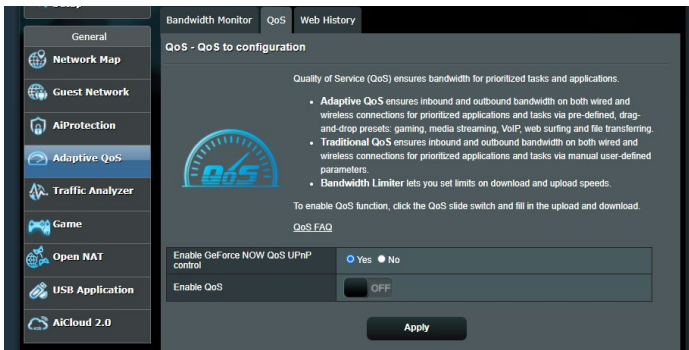 Bandwidth Monitor QoS Web History
General
QoS - QoS to configuration
Network Map
Quality of Service (QoS) ensures bandwidth for prioritized tasks and applications.
Guest Network
• Adaptive QoS ensures inbound and outbound bandwidth on both wired and
wireless connections for prioritized applications and tasks via pre-defined, drag-
and-drop presets: gaming, media streaming, VoIP, web surfing and file transferring.
• Traditional QoS ensures inbound and outbound bandwidth on both wired and
wireless connections for prioritized applications and tasks via manual user-defined
parameters.
• Bandwidth Limiter lets you set limits on download and upload speeds.
AiProtection
Adaptive QoS
QoS
Traffic Analyzer
To enable QoS function, click the QoS slide switch and fill in the upload and download.
Game
QoS FAQ
Open NAT
Enable GeForce NOW QoS UPnP
control
Yes No
USB Application
Enable QoS OFF
AiCloud 2.0
Apply